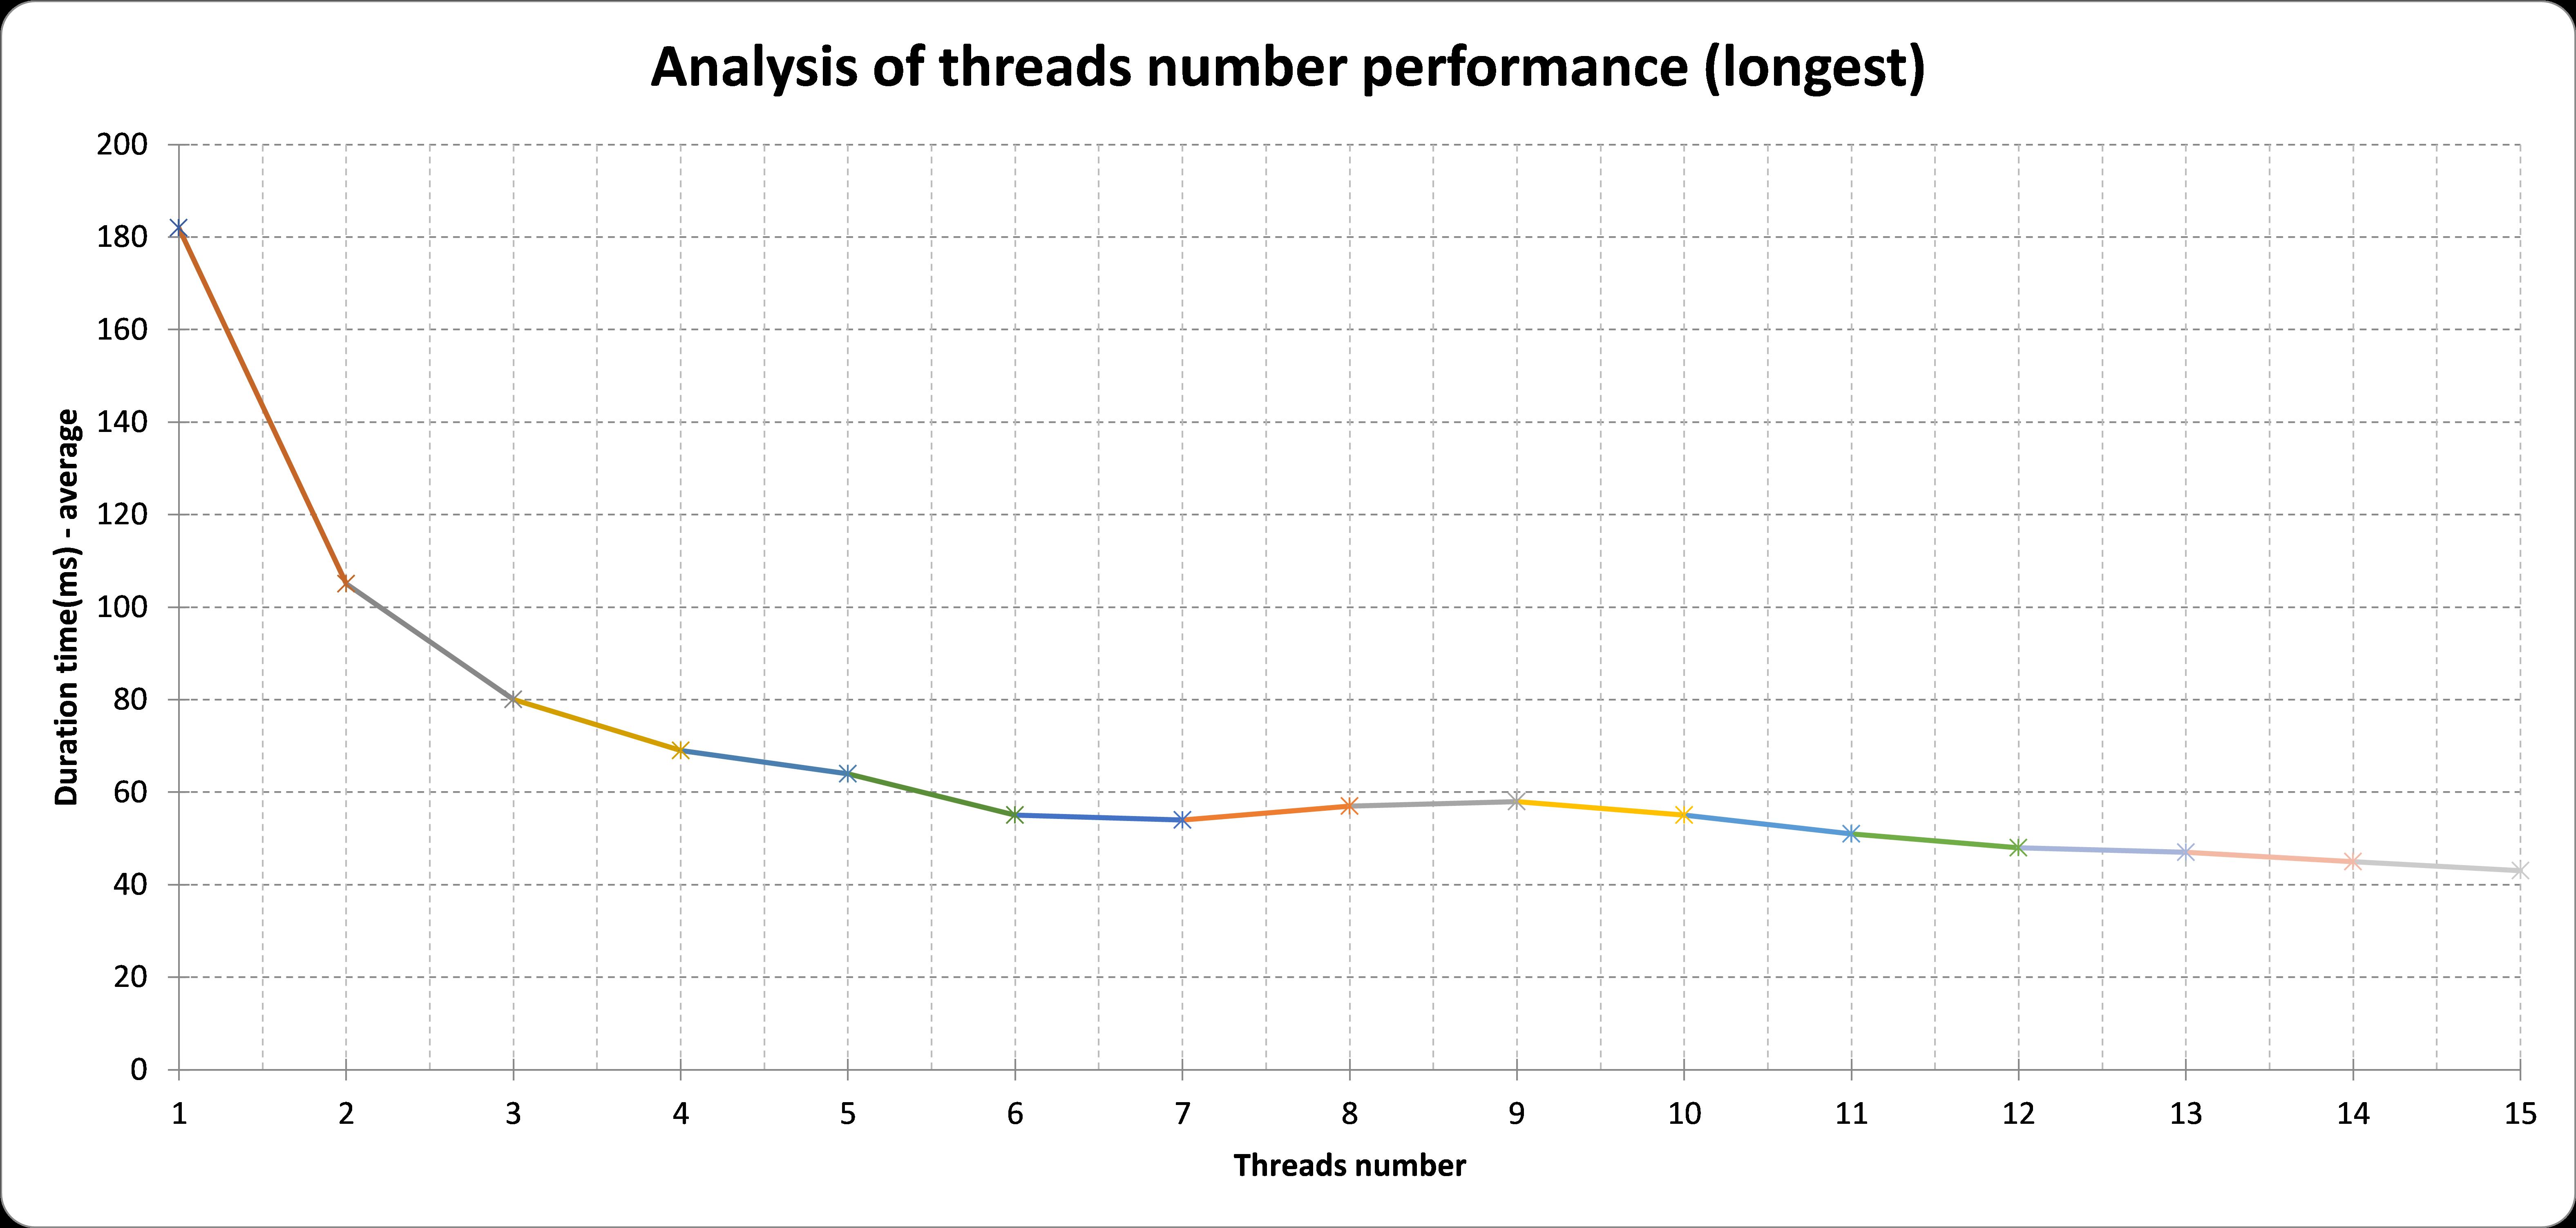 Analysis of threads number performance (longest)
200
180
160
140
120
100
80
60
40
20
0
Duration time(ms) - average
1 2 3 4 5 6 7 8 9 10 11 12 13 14 15
Threads number